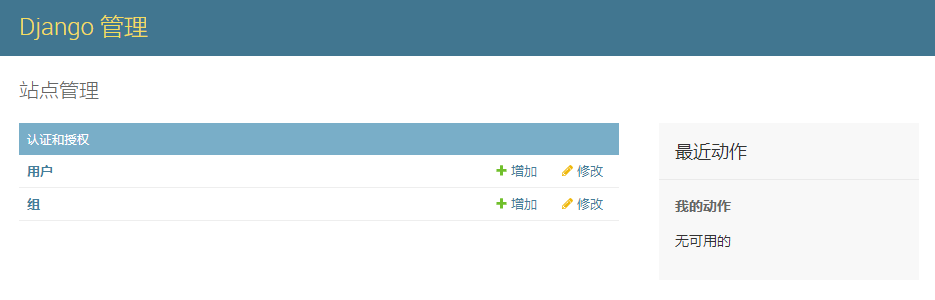 Django 管理
站点管理
认证和授权
用户 增加 修改
组 增加 修改
最近动作
我的动作
无可用的